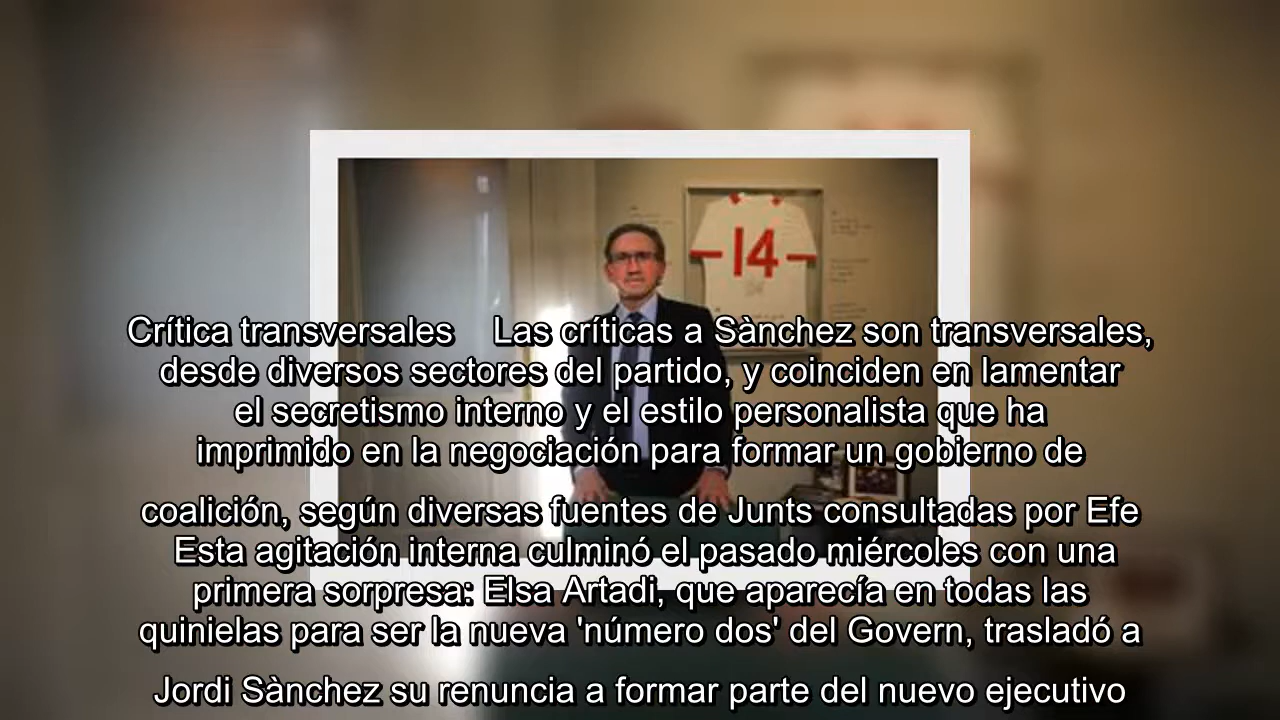 14
Crítica transversales Las críticas a Sànchez son transversales,
desde diversos sectores del partido, y coinciden en lamentar
el secretismo interno y el estilo personalista que ha
imprimido en la negociación para formar un gobierno de
coalición, según diversas fuentes de Junts consultadas por Efe
Esta agitación interna culminó el pasado miércoles con una
primera sorpresa: Elsa Artadi, que aparecía en todas las
quinielas para ser la nueva 'número dos' del Govern, trasladó a
Jordi Sànchez su renuncia a formar parte del nuevo ejecutivo